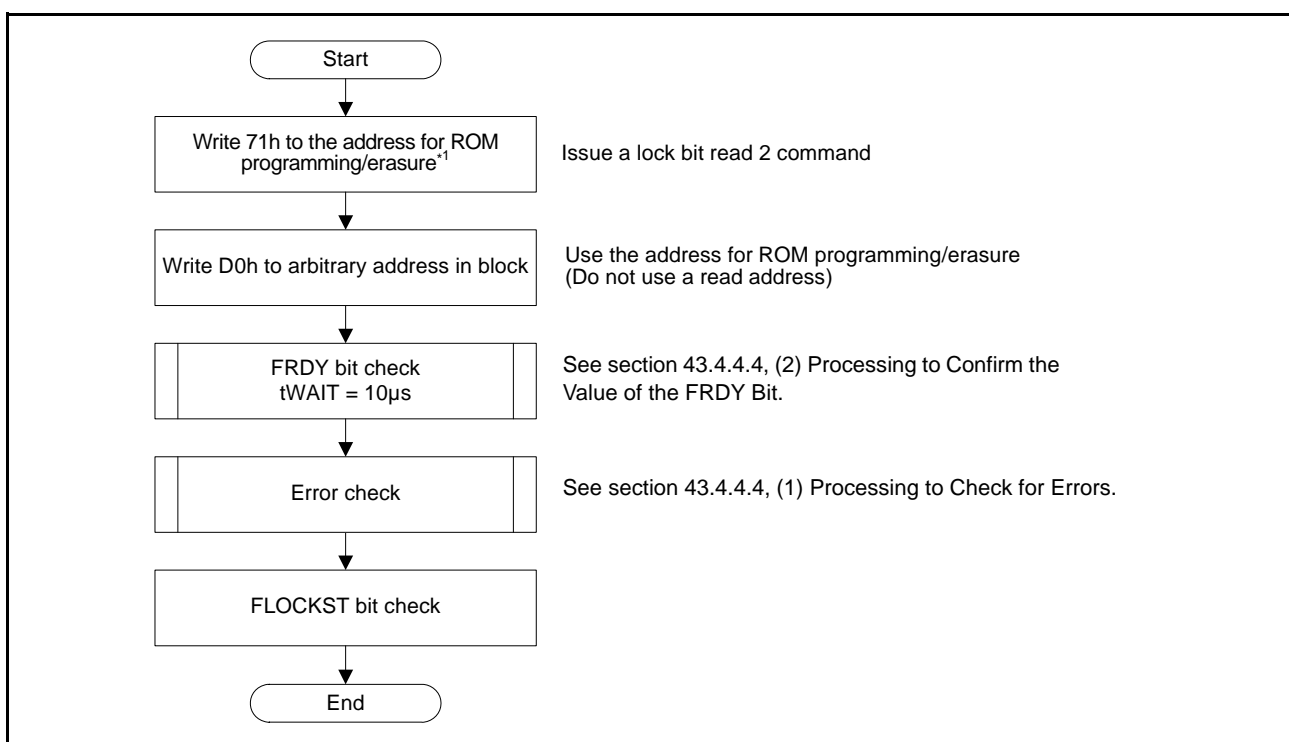 Start
Write 71h to the address for ROM
programming/erasure*1
Issue a lock bit read 2 command
Write D0h to arbitrary address in block
Use the address for ROM programming/erasure
(Do not use a read address)
FRDY bit check
tWAIT = 10µs
See section 43.4.4.4, (2) Processing to Confirm the
Value of the FRDY Bit.
Error check
See section 43.4.4.4, (1) Processing to Check for Errors.
FLOCKST bit check
End